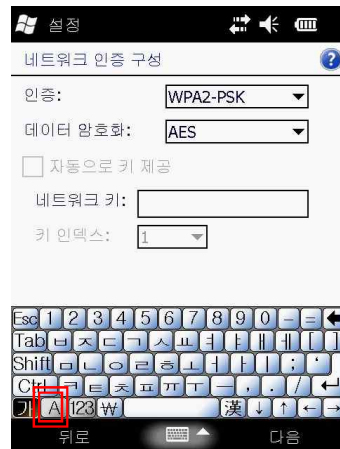 설정
네트워크 인증 구성
인증: WPA2-PSK
데이터 암호화: AES
자동으로 키 제공
네트워크 키:
키 인덱스: 1
Esc 1 2 3 4 5 6 7 8 9 0 - =
Tab ㅂ ㅈ ㄷ ㄱ ㅅ ㅛ ㅕ ㅑ ㅐ ㅔ [ ]
Shift ㅁ ㄴ ㅇ ㄹ ㅎ ㅗ ㅓ ㅏ ㅣ ; '
Ctrl ㅋ ㅌ ㅊ ㅍ ㅠ ㅜ ㅡ , . /
가 A 123 ₩ 漢 ↓ ↑ ← →
뒤로 다음